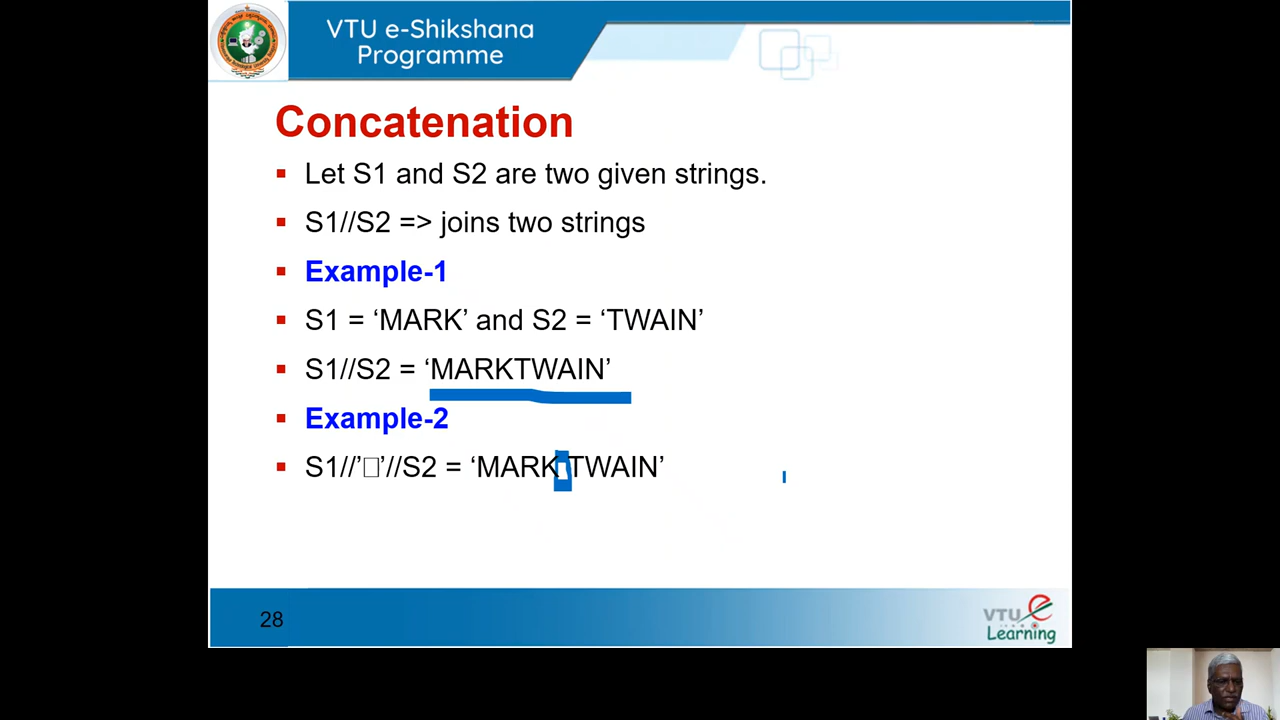 VTU e-Shikshana
Programme
Concatenation
▪ Let S1 and S2 are two given strings.
▪ S1//S2 => joins two strings
▪ Example-1
▪ S1 = ‘MARK’ and S2 = ‘TWAIN’
▪ S1//S2 = ‘MARKTWAIN’
▪ Example-2
▪ S1//’□’//S2 = ‘MARK TWAIN’
28
VTU e
Learning